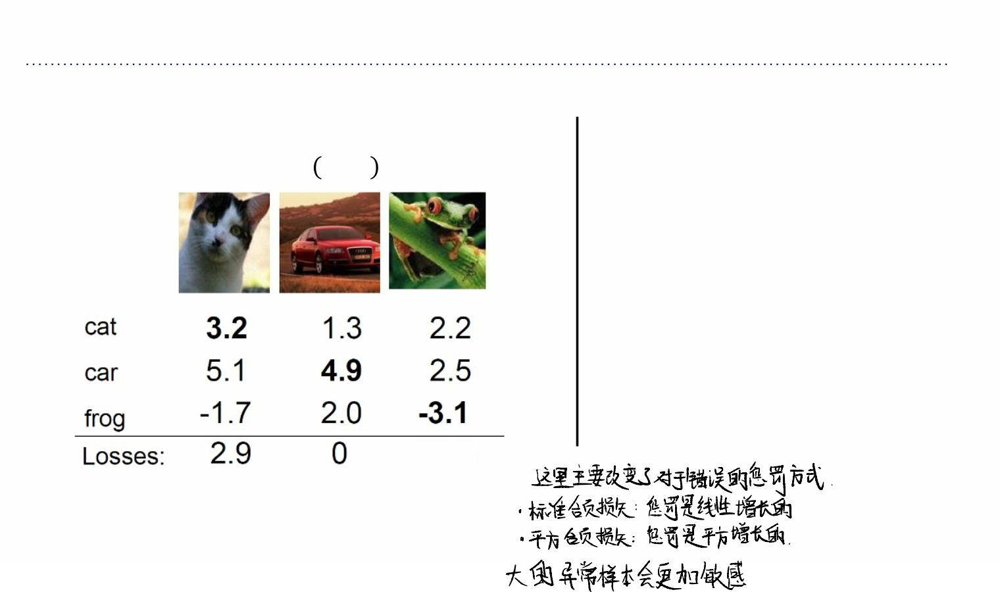 ( )
cat 3.2 1.3 2.2
car 5.1 4.9 2.5
frog -1.7 2.0 -3.1
Losses: 2.9 0
这里主要改变了对于错误的惩罚方式.
·标准合页损失:惩罚是线性增长的
·平方合页损失:惩罚是平方增长的.
大的异常样本会更加敏感